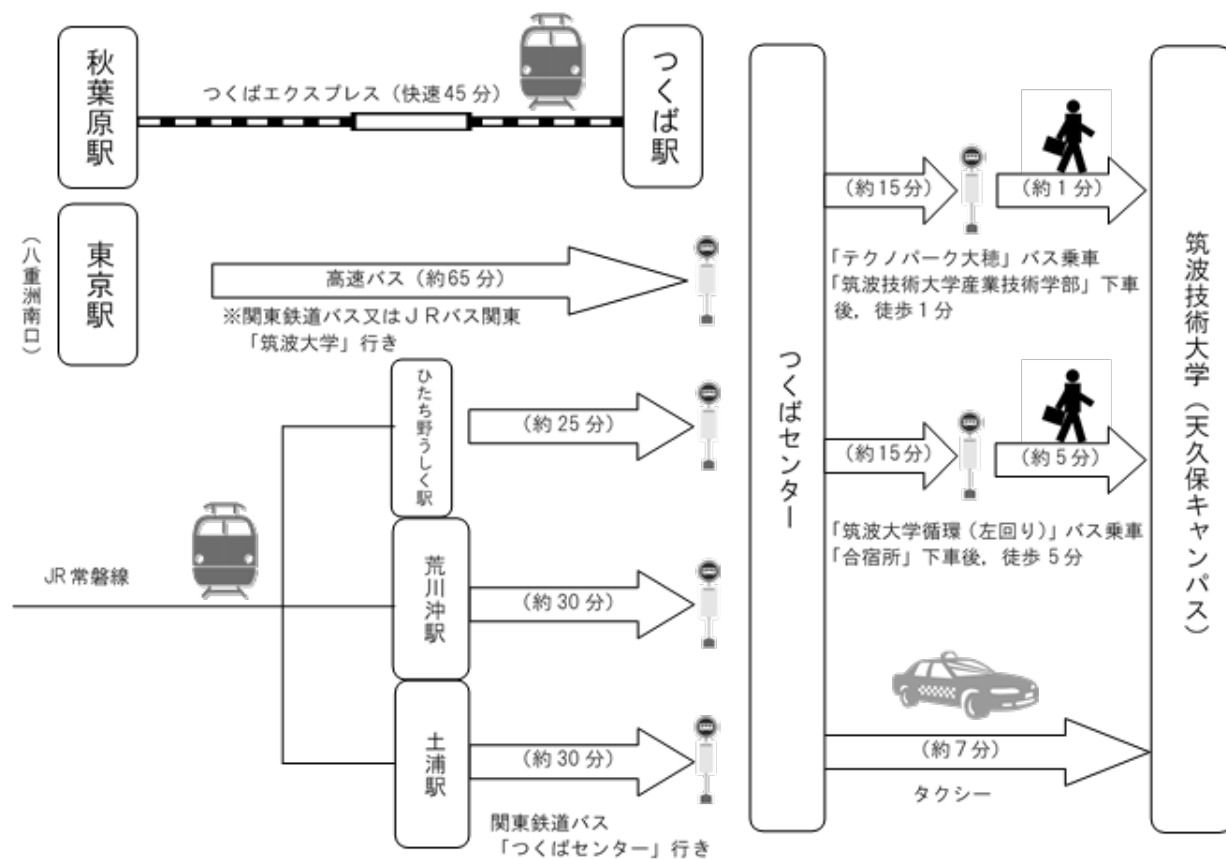 秋葉原駅
つくばエクスプレス（快速45分）
つくば駅
（八重洲南口）
東京駅
高速バス（約65分）
※関東鉄道バス又はＪＲバス関東
「筑波大学」行き
JR常磐線
ひたち野うしく駅
（約25分）
荒川沖駅
（約30分）
土浦駅
（約30分）
関東鉄道バス
「つくばセンター」行き
つくばセンター
（約15分）
（約1分）
「テクノパーク大穂」バス乗車
「筑波技術大学産業技術学部」下車
後，徒歩1分
（約15分）
（約5分）
「筑波大学循環（左回り）」バス乗車
「合宿所」下車後，徒歩5分
（約7分）
タクシー
筑波技術大学（天久保キャンパス）